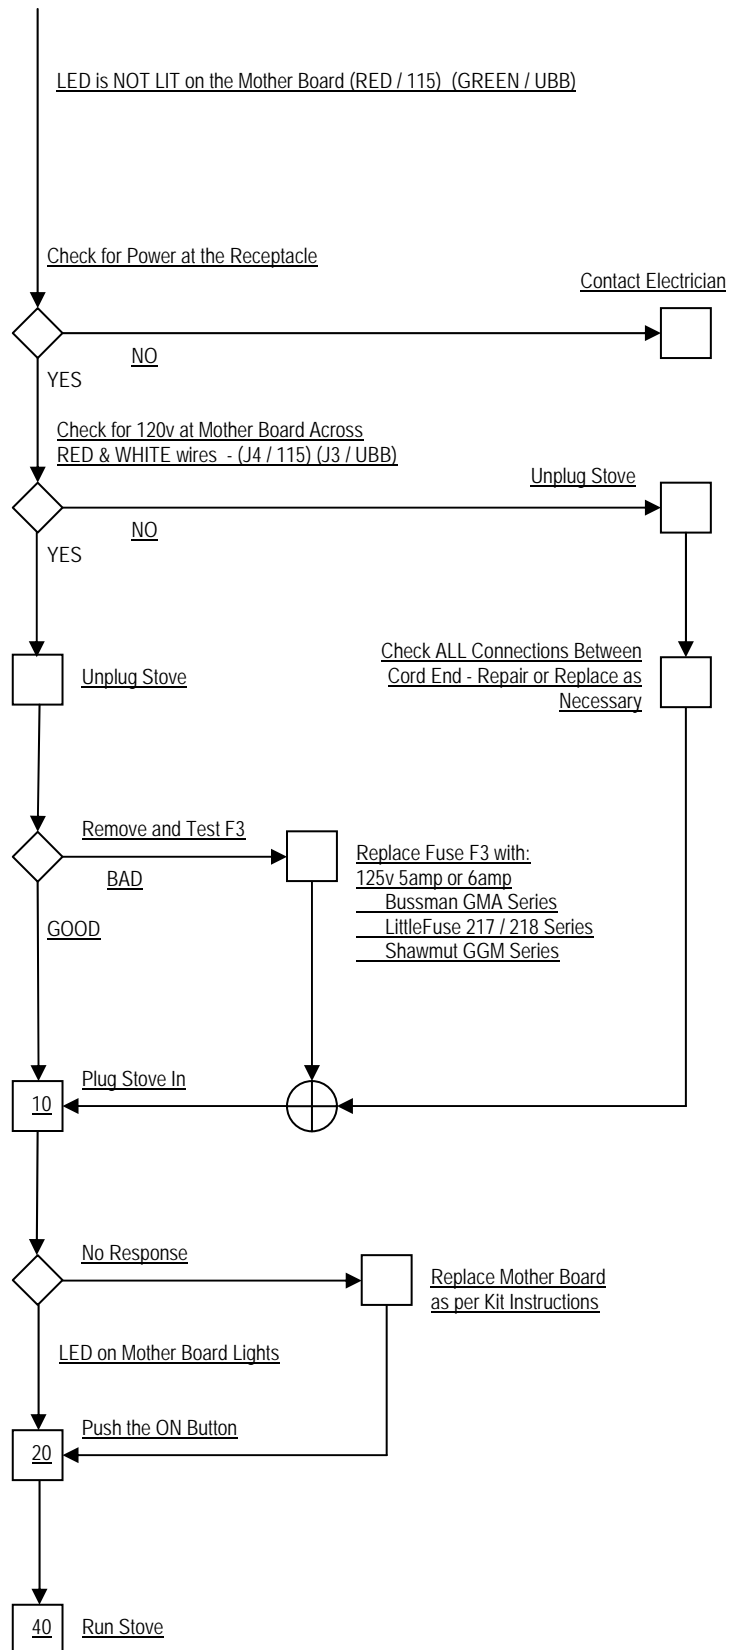 LED is NOT LIT on the Mother Board (RED / 115)  (GREEN / UBB)
Check for Power at the Receptacle
Contact Electrician
NO
YES
Check for 120v at Mother Board Across
RED & WHITE wires  - (J4 / 115) (J3 / UBB)
Unplug Stove
NO
YES
Unplug Stove
Check ALL Connections Between
Cord End - Repair or Replace as
Necessary
Remove and Test F3
BAD
GOOD
Replace Fuse F3 with:
125v 5amp or 6amp
Bussman GMA Series
LittleFuse 217 / 218 Series
Shawmut GGM Series
Plug Stove In
10
No Response
Replace Mother Board
as per Kit Instructions
LED on Mother Board Lights
Push the ON Button
20
40
Run Stove